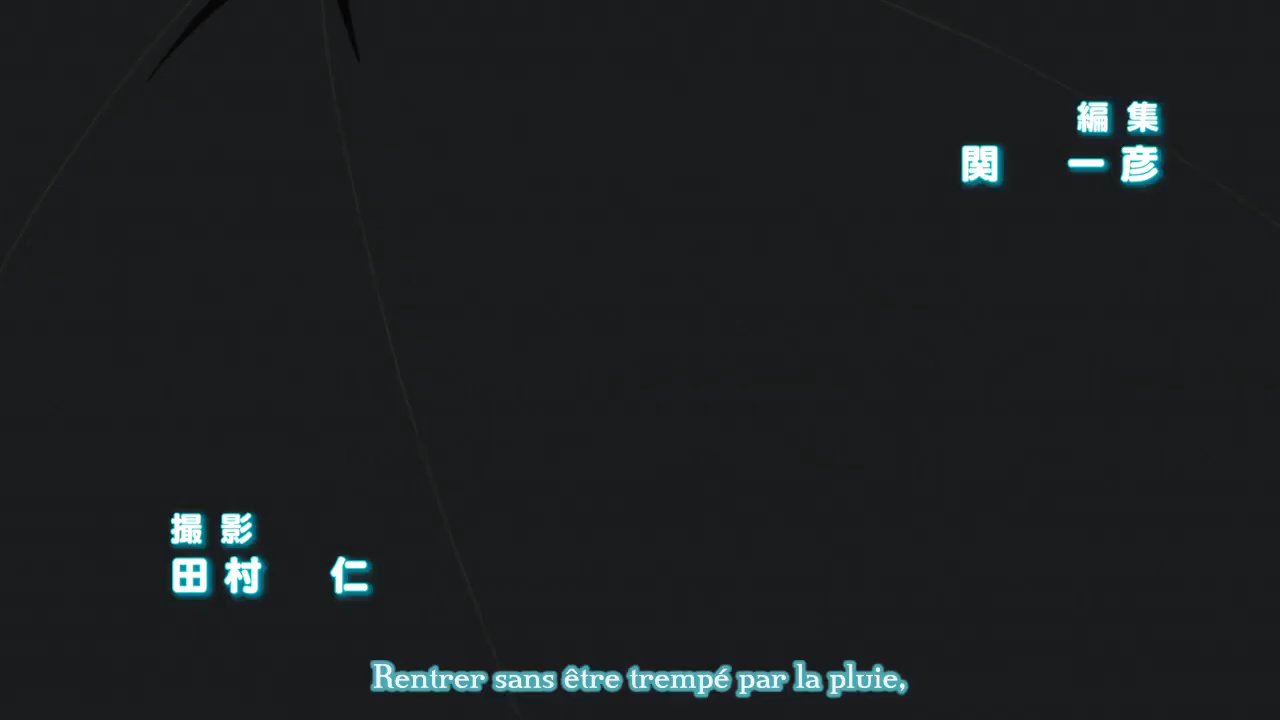 編集
関 一彦
撮影
田村 仁
Rentrer sans être trempé par la pluie,